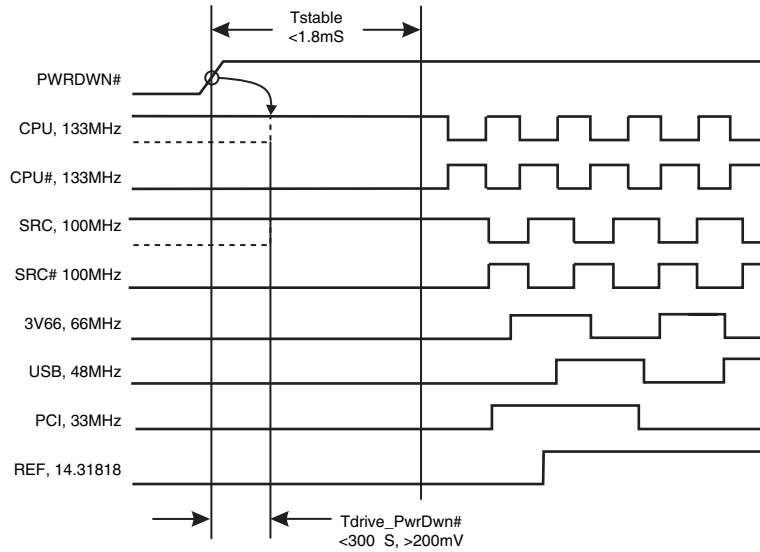 Tstable
<1.8mS
PWRDWN#
CPU, 133MHz
CPU#, 133MHz
SRC, 100MHz
SRC# 100MHz
3V66, 66MHz
USB, 48MHz
PCI, 33MHz
REF, 14.31818
Tdrive_PwrDwn#
<300 S, >200mV